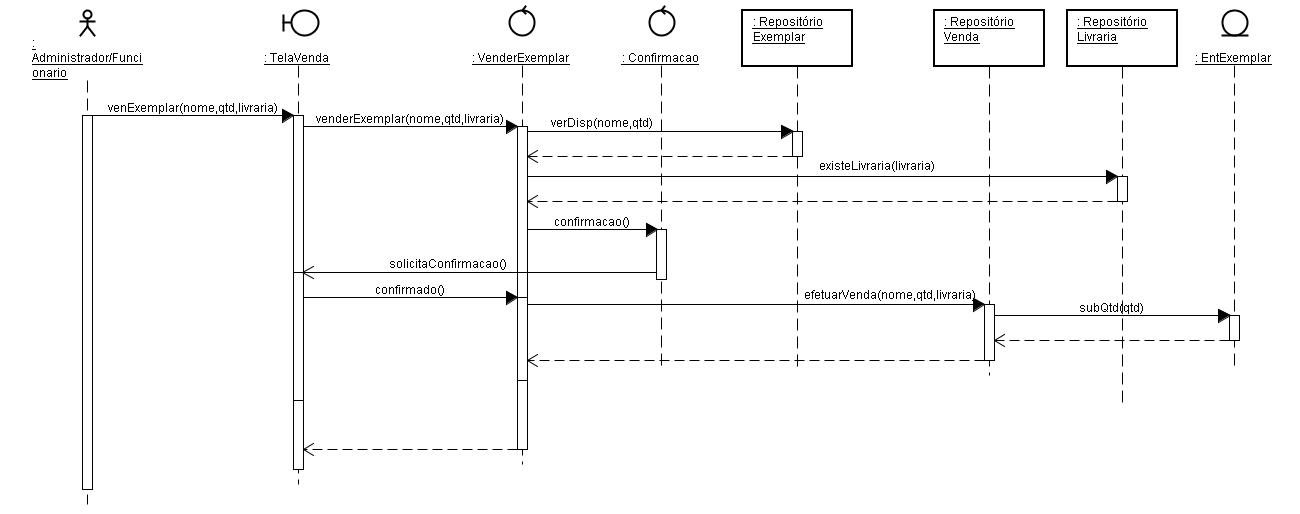 : Repositório
Exemplar
: Repositório
Venda
: Repositório
Livraria
:
Administrador/Funci
onario
: TelaVenda
: VenderExemplar
: Confirmacao
: EntExemplar
venExemplar(nome,qtd,livraria)
venderExemplar(nome,qtd,livraria)
verDisp(nome,qtd)
existeLivraria(livraria)
confirmacao()
solicitaConfirmacao()
confirmado()
efetuarVenda(nome,qtd,livraria)
subQtd(qtd)